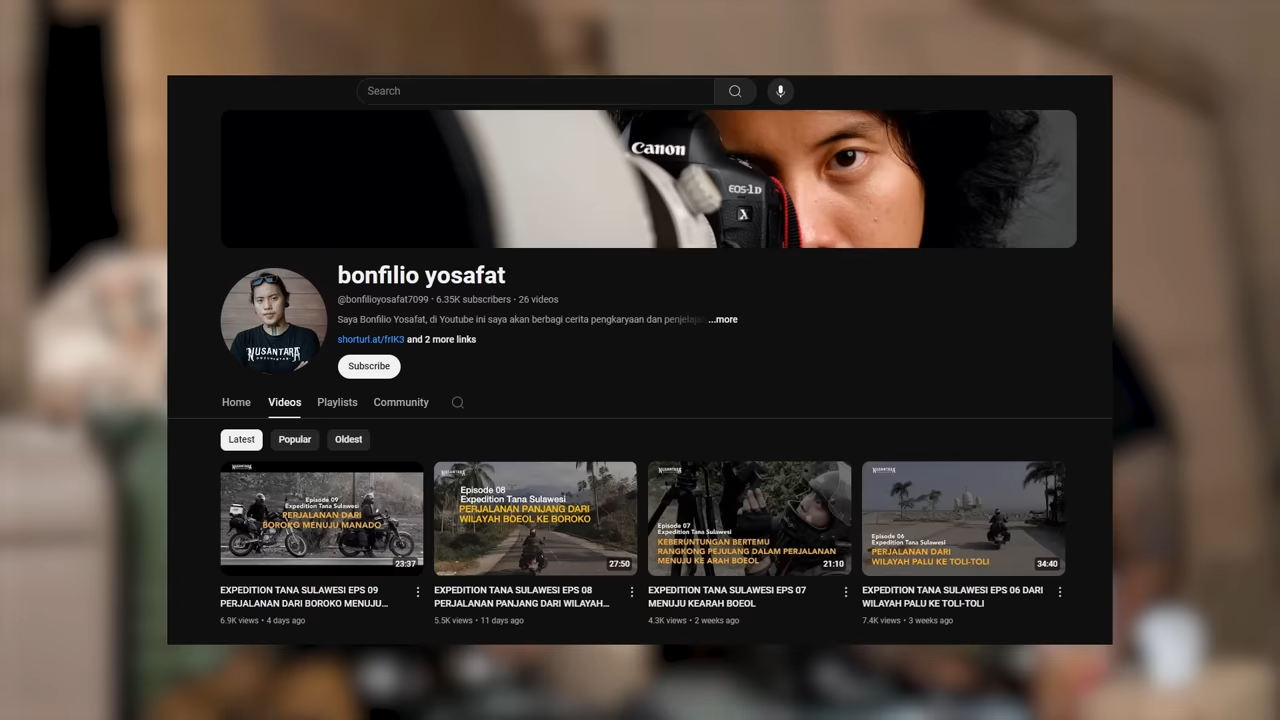 Search
Canon
EOS-1D
X
bonfilio yosafat
@bonfilioyosafat7099 · 6.35K subscribers · 26 videos
Saya Bonfilio Yosafat, di Youtube ini saya akan berbagi cerita pengkaryaan dan ...more
shorturl.at/frIK3 and 2 more links
NUSANTARA
Subscribe
Home Videos Playlists Community
Latest Popular Oldest
NUSANTARA
Episode 09
Expedition Tana Sulawesi
PERJALANAN DARI
BOROKO MENUJU MANADO
23:37
EXPEDITION TANA SULAWESI EPS 09
PERJALANAN DARI BOROKO MENUJU...
6.9K views • 4 days ago
NUSANTARA
Episode 08
Expedition Tana Sulawesi
PERJALANAN PANJANG DARI
WILAYAH BOEOL KE BOROKO
27:50
EXPEDITION TANA SULAWESI EPS 08
PERJALANAN PANJANG DARI WILAYAH...
5.5K views • 11 days ago
NUSANTARA
Episode 07
Expedition Tana Sulawesi
KEBERUNTUNGAN BERTEMU
RANGKONG PEJULANG DALAM PERJALANAN
MENUJU KE ARAH BOEOL
21:10
EXPEDITION TANA SULAWESI EPS 07
MENUJU KEARAH BOEOL
4.3K views • 2 weeks ago
NUSANTARA
Episode 06
Expedition Tana Sulawesi
PERJALANAN DARI
WILAYAH PALU KE TOLI-TOLI
34:40
EXPEDITION TANA SULAWESI EPS 06 DARI
WILAYAH PALU KE TOLI-TOLI
7.4K views • 3 weeks ago